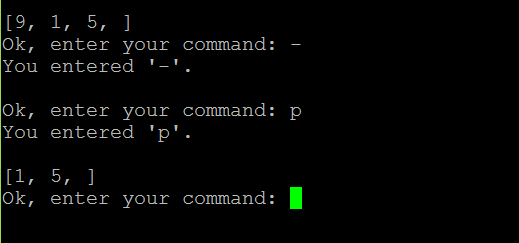 [9, 1, 5, ]
Ok, enter your command: -
You entered '-'.
Ok, enter your command: p
You entered 'p'.
[1, 5, ]
Ok, enter your command: